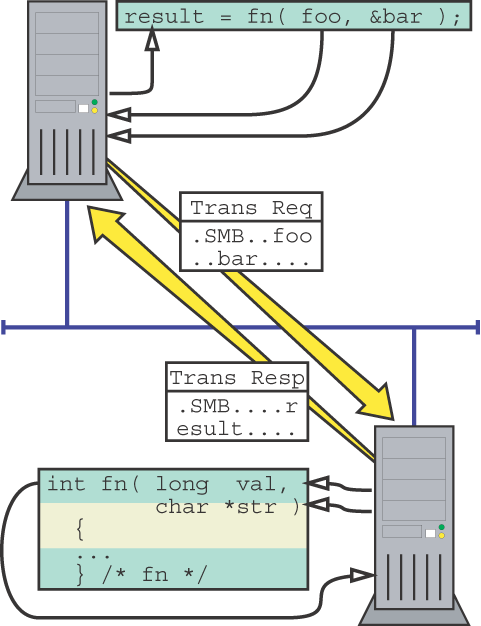 result = fn( foo, &bar );
Trans Req
.SMB..foo
..bar....
Trans Resp
.SMB....r
esult....
int fn( long  val,
char *str )
{
...
} /* fn */